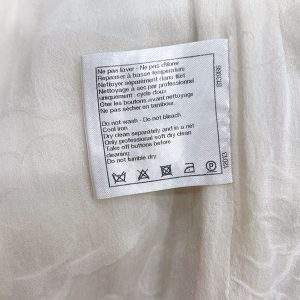 Ne pas laver - Ne pas chlorer
Repasser à basse température
Nettoyer séparément dans filet
Nettoyage à sec par professionnel
uniquement : cycle doux
Oter les boutons avant nettoyage
Ne pas sécher en tambour.
Do not wash - Do not bleach.
Cool iron.
Dry clean separately and in a net
Only professional soft dry clean
Take off buttons before
cleaning.
Do not tumble dry.